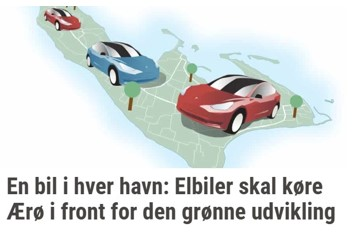 En bil i hver havn: Elbiler skal køre
Ærø i front for den grønne udvikling